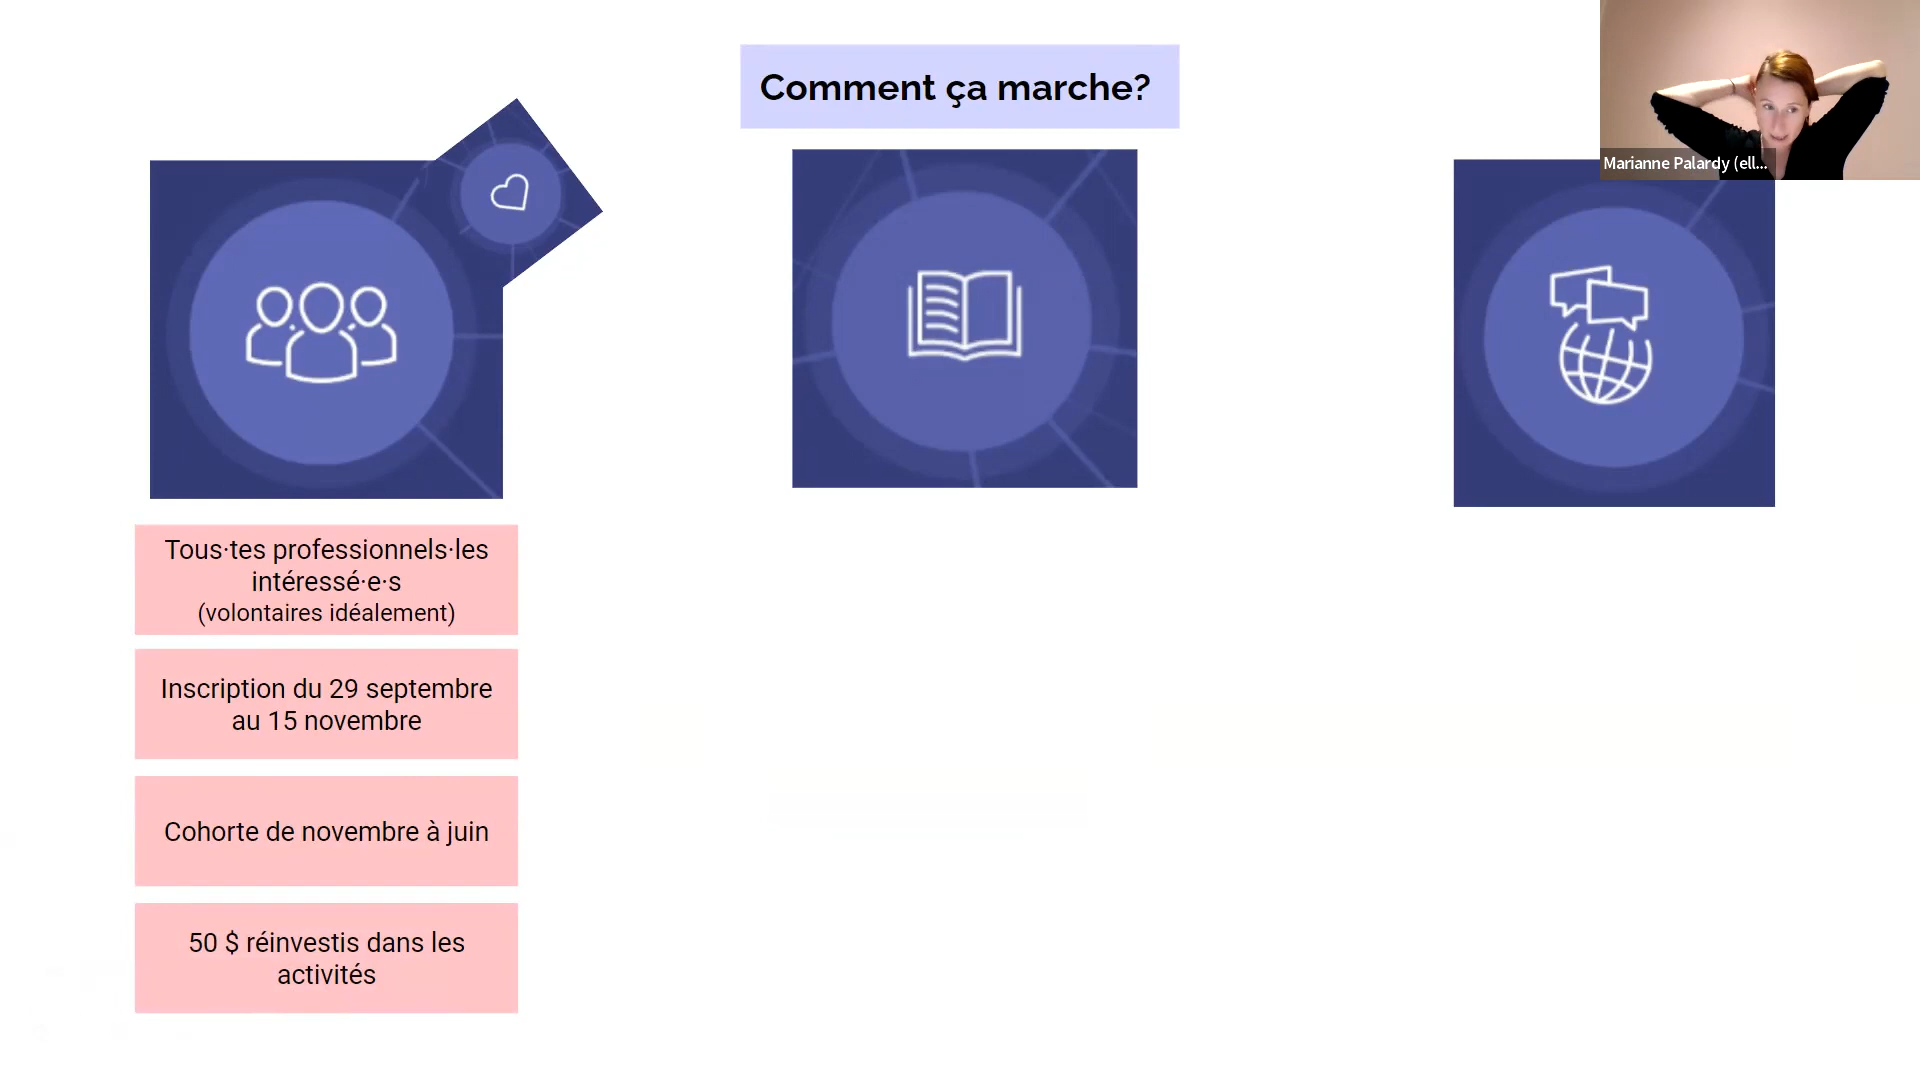 Comment ça marche?
Marianne Palardy (ell...
Tous·tes professionnels·les
intéressé·e·s
(volontaires idéalement)
Inscription du 29 septembre
au 15 novembre
Cohorte de novembre à juin
50 $ réinvestis dans les
activités